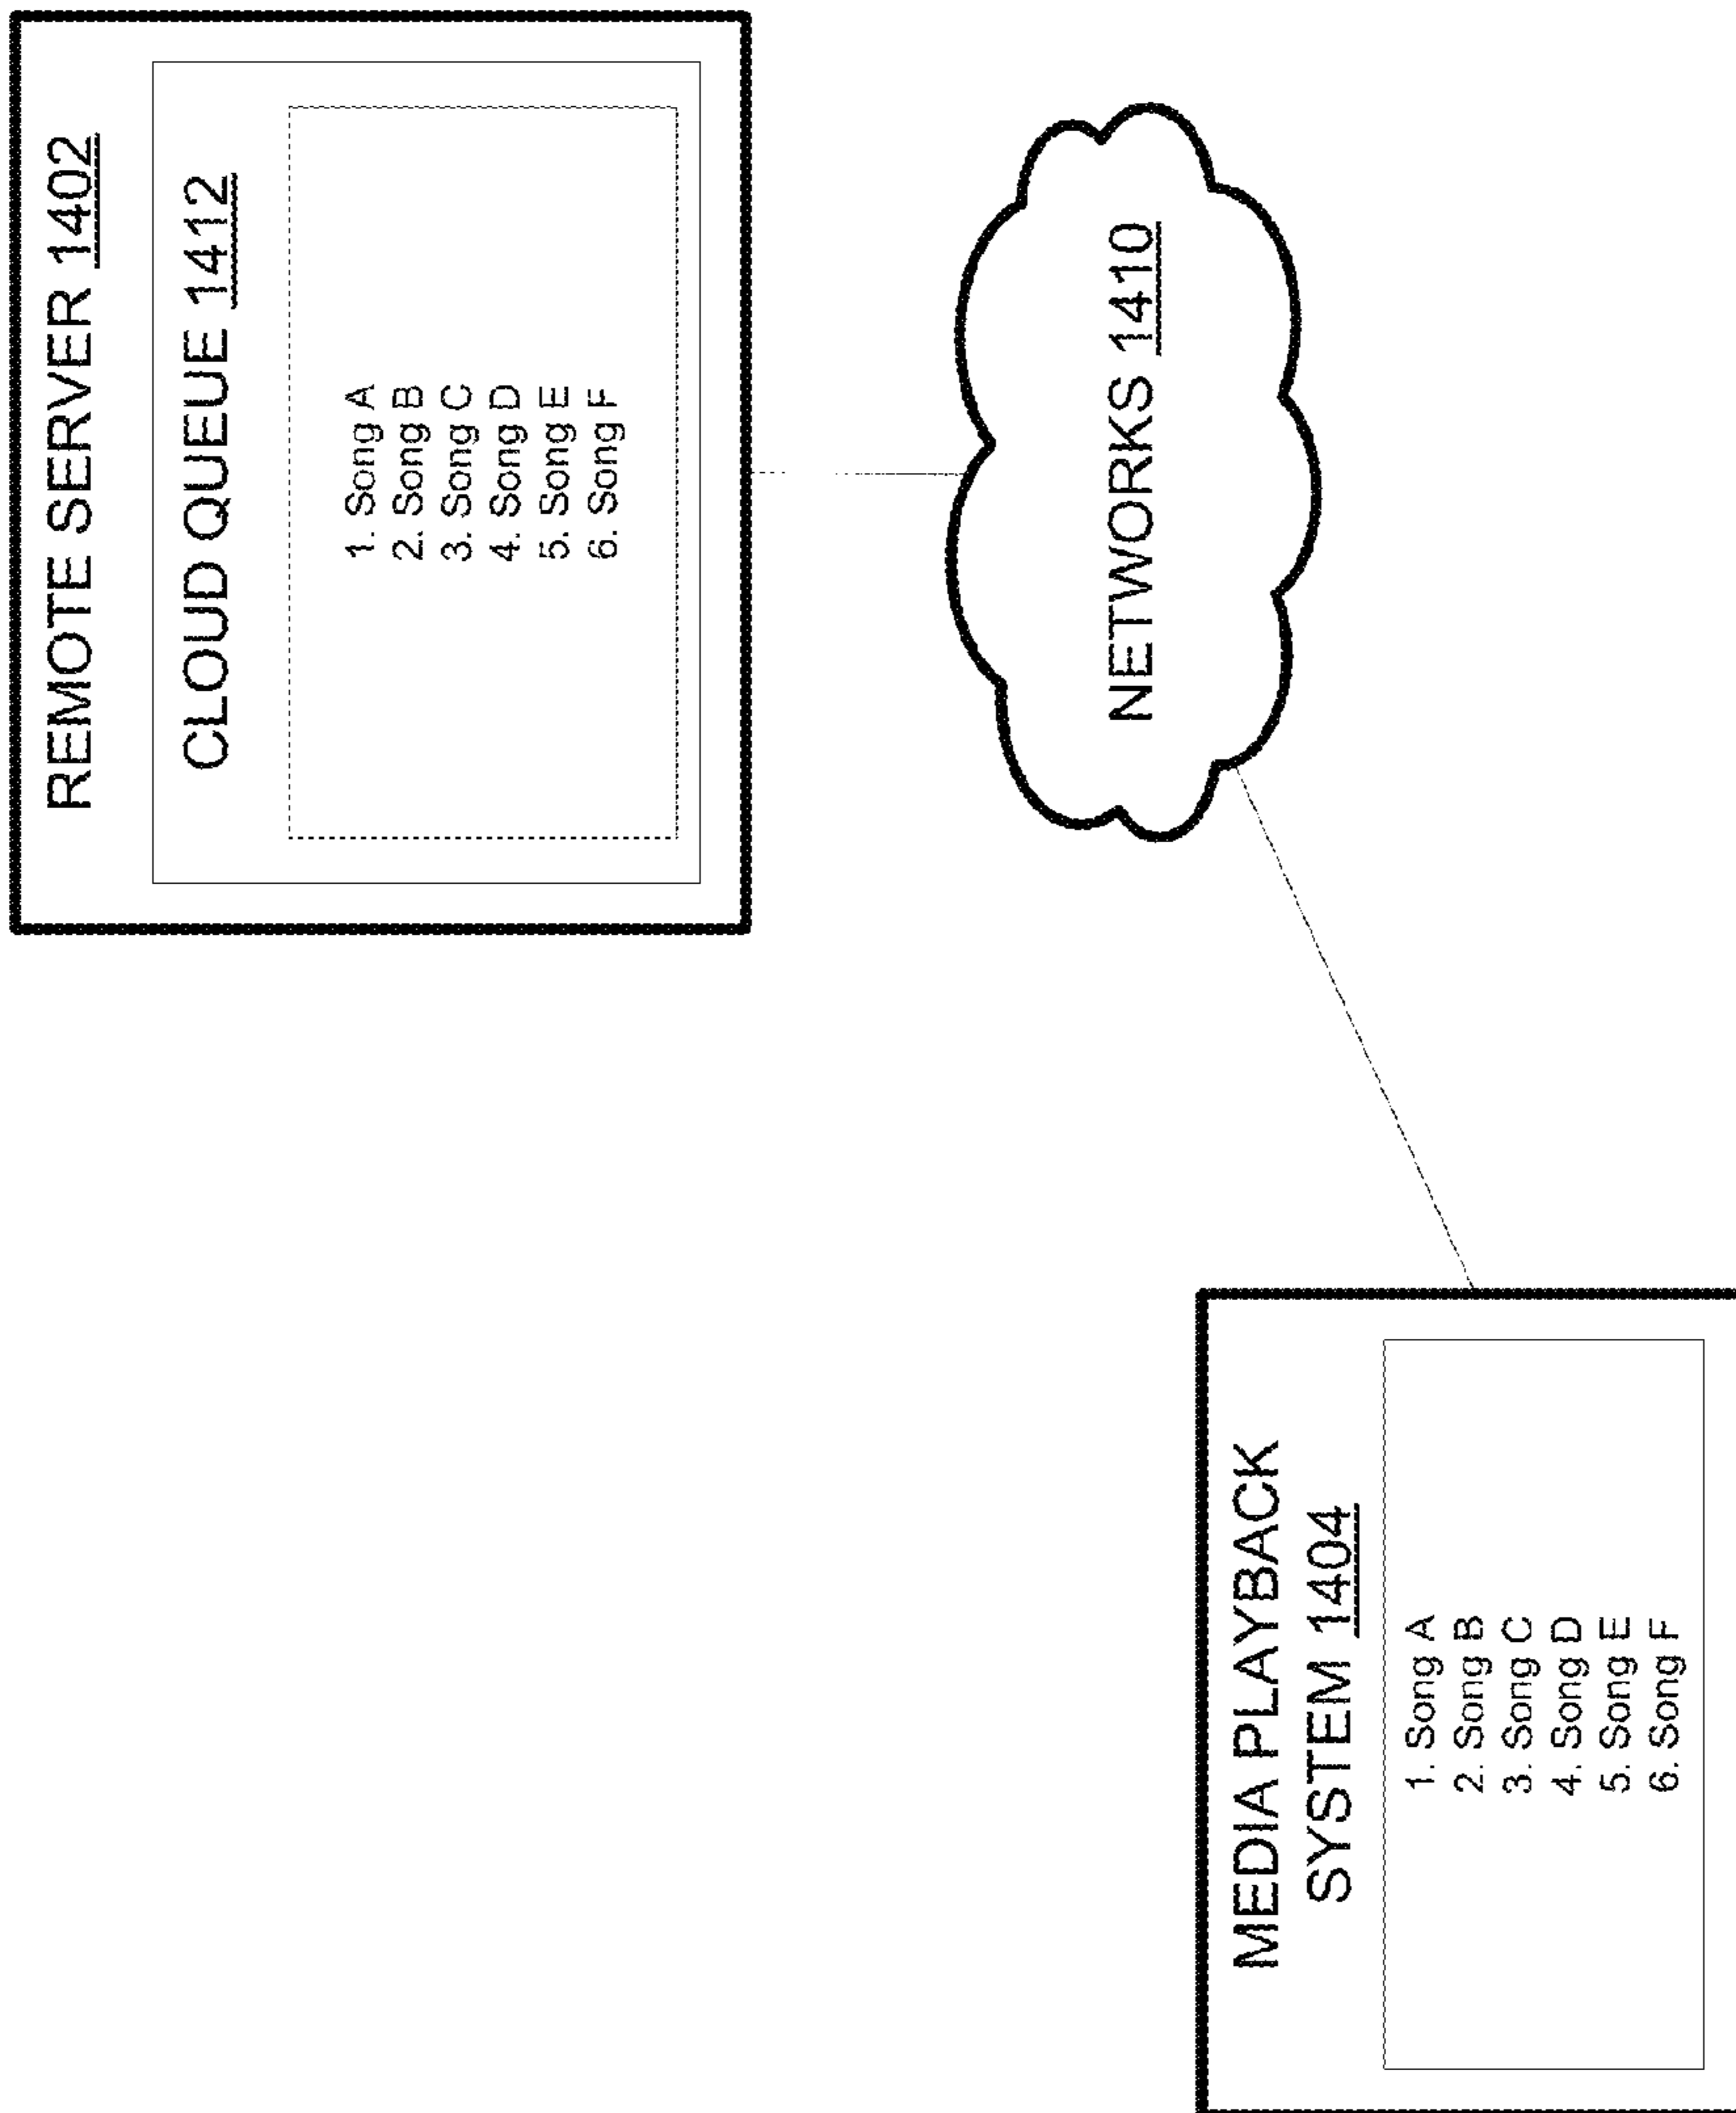 REMOTE SERVER 1402
CLOUD QUEUE 1412
1. Song A
2. Song B
3. Song C
4. Song D
5. Song E
6. Song F
NETWORKS 1410
MEDIA PLAYBACK
SYSTEM 1404
1. Song A
2. Song B
3. Song C
4. Song D
5. Song E
6. Song F